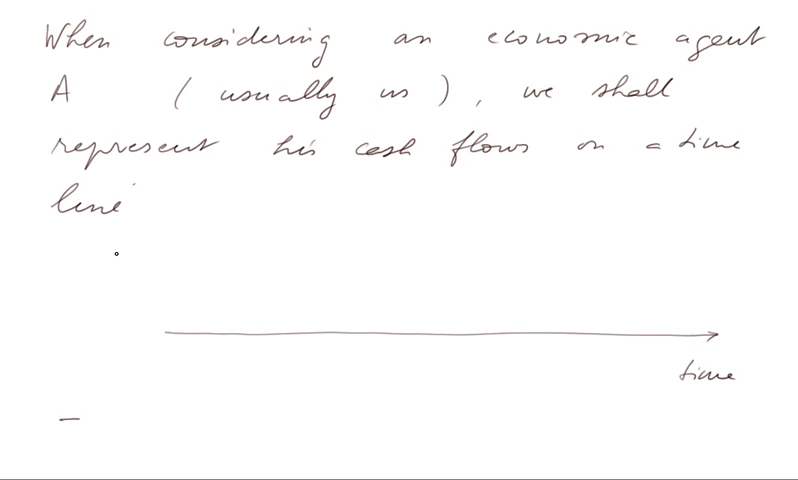 When considering an economic agent
A ( usually us ), we shall
represent his cash flows on a time
line
time